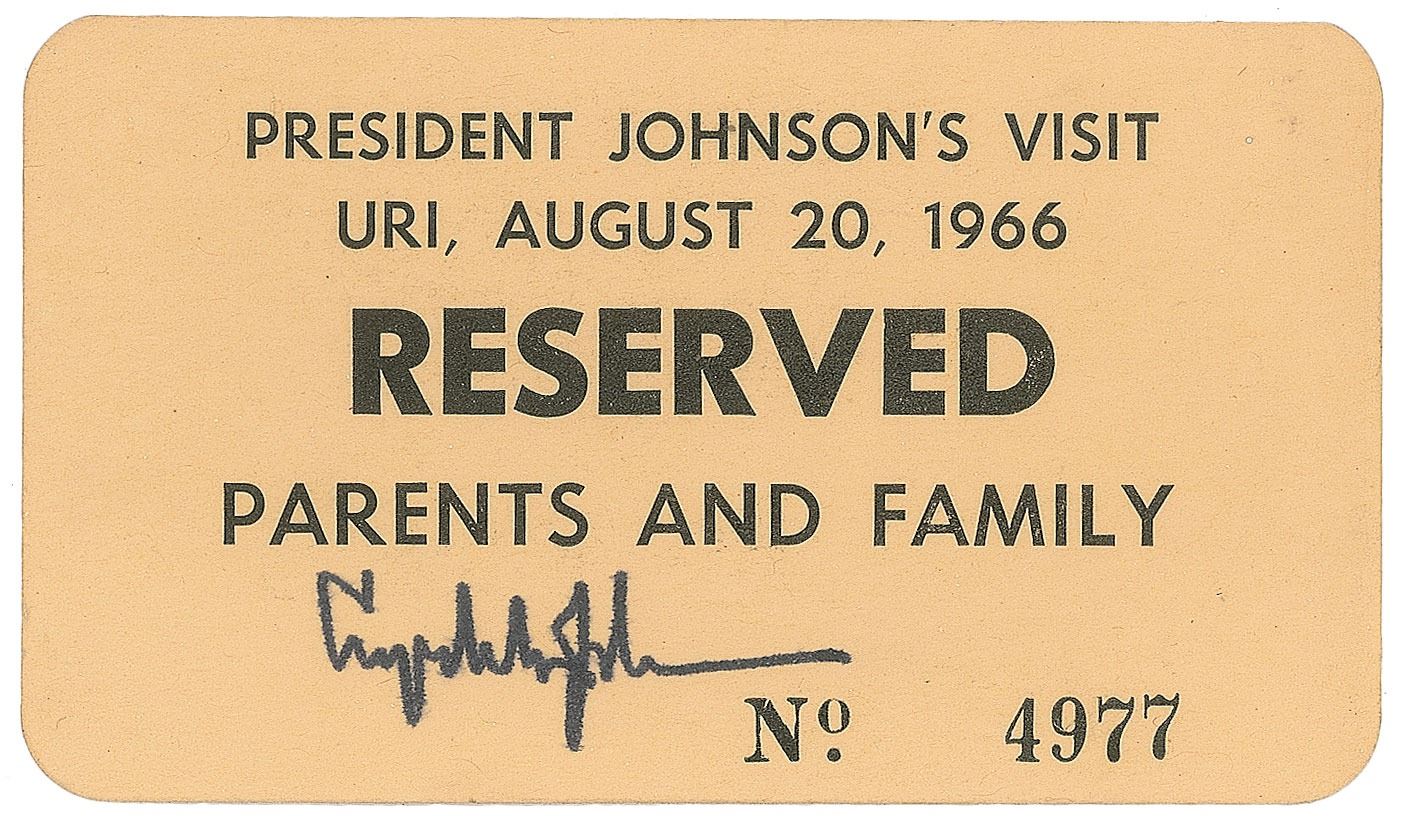 PRESIDENT JOHNSON'S VISIT
URI, AUGUST 20, 1966
RESERVED
PARENTS AND FAMILY
Nº 4977